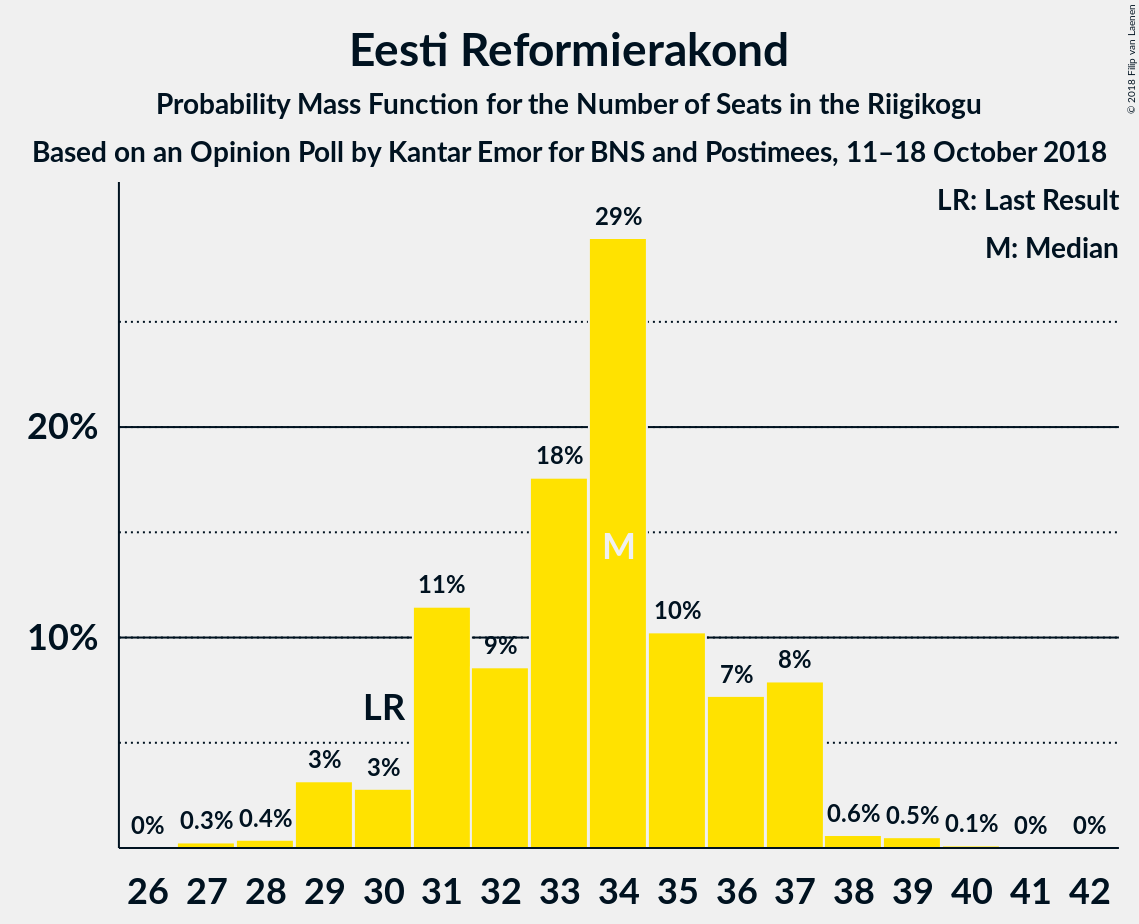 Eesti Reformierakond
Probability Mass Function for the Number of Seats in the Riigikogu
Based on an Opinion Poll by Kantar Emor for BNS and Postimees, 11–18 October 2018
© 2018 Filip van Laenen
LR: Last Result
M: Median
20%
10%
0%
0.3%
0.4%
3%
3%
LR
11%
9%
18%
29%
M
10%
7%
8%
0.6%
0.5%
0.1%
0%
0%
26 27 28 29 30 31 32 33 34 35 36 37 38 39 40 41 42